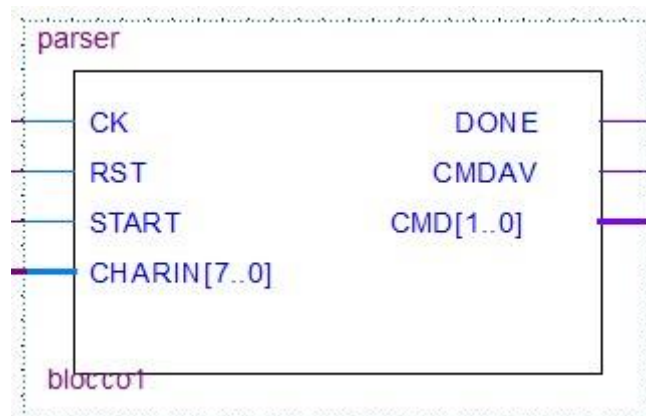 parser
CK DONE
RST CMDAV
START CMD[1..0]
CHARIN[7..0]
blocco1